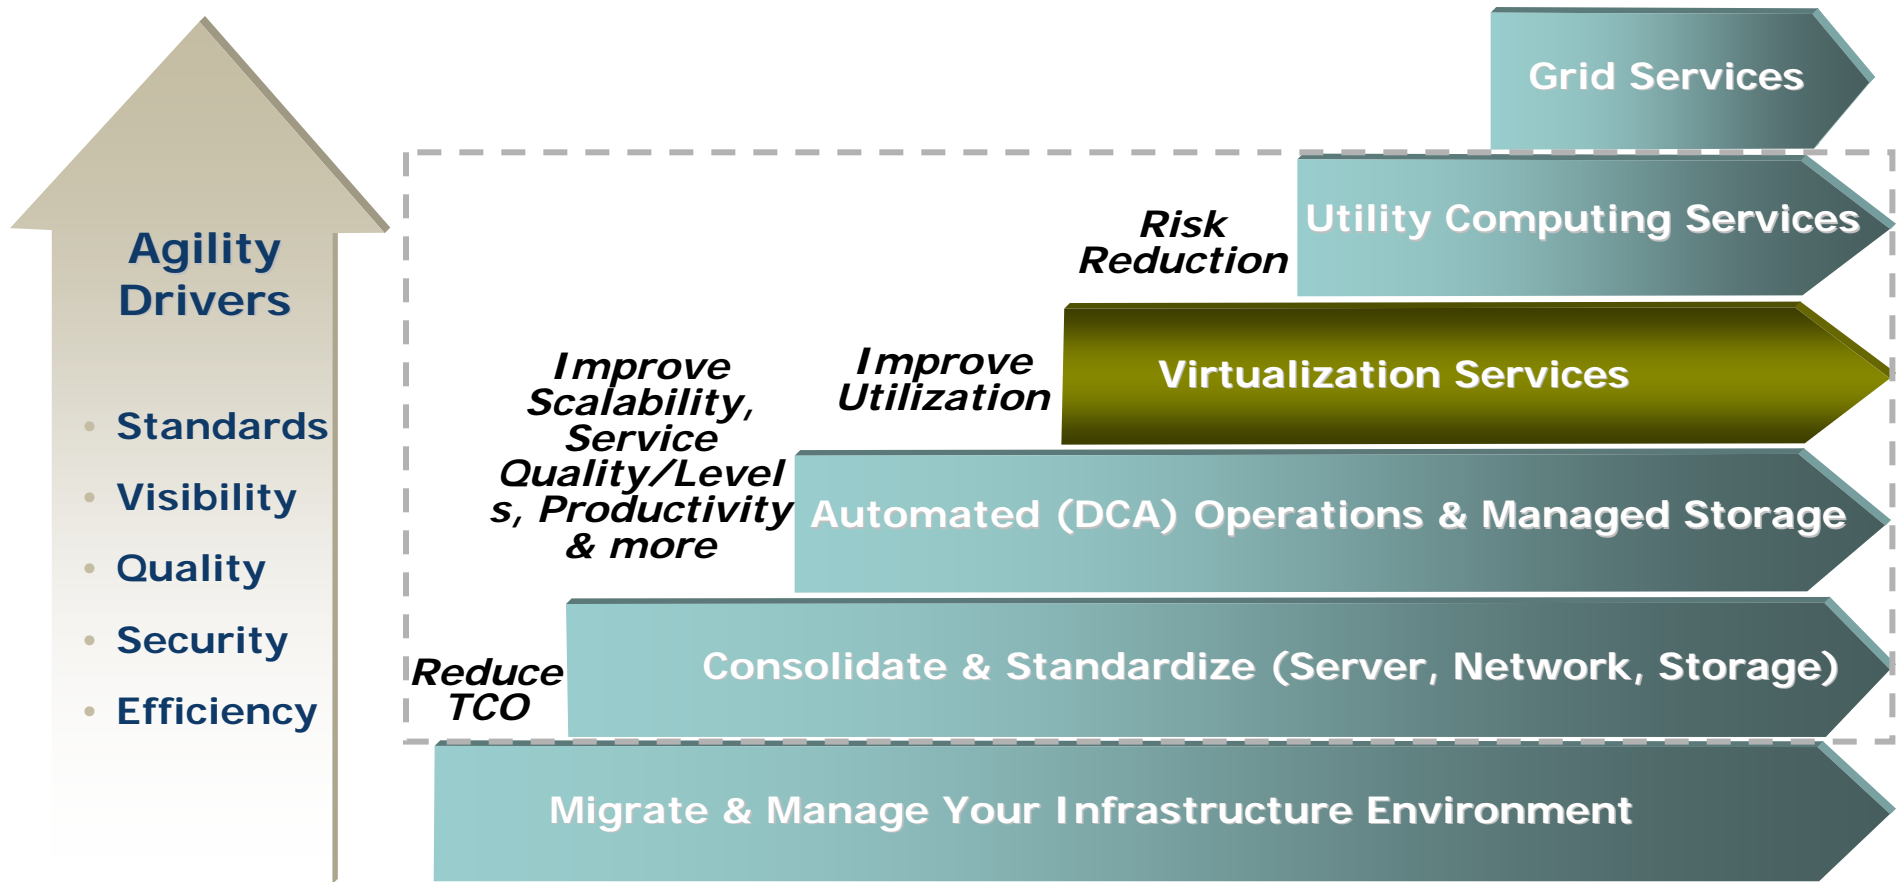 Agility
Drivers
• Standards
• Visibility
• Quality
• Security
• Efficiency
Grid Services
Risk
Reduction
Utility Computing Services
Improve
Utilization
Virtualization Services
Improve
Scalability,
Service
Quality/Level
s, Productivity
& more
Automated (DCA) Operations & Managed Storage
Reduce
TCO
Consolidate & Standardize (Server, Network, Storage)
Migrate & Manage Your Infrastructure Environment